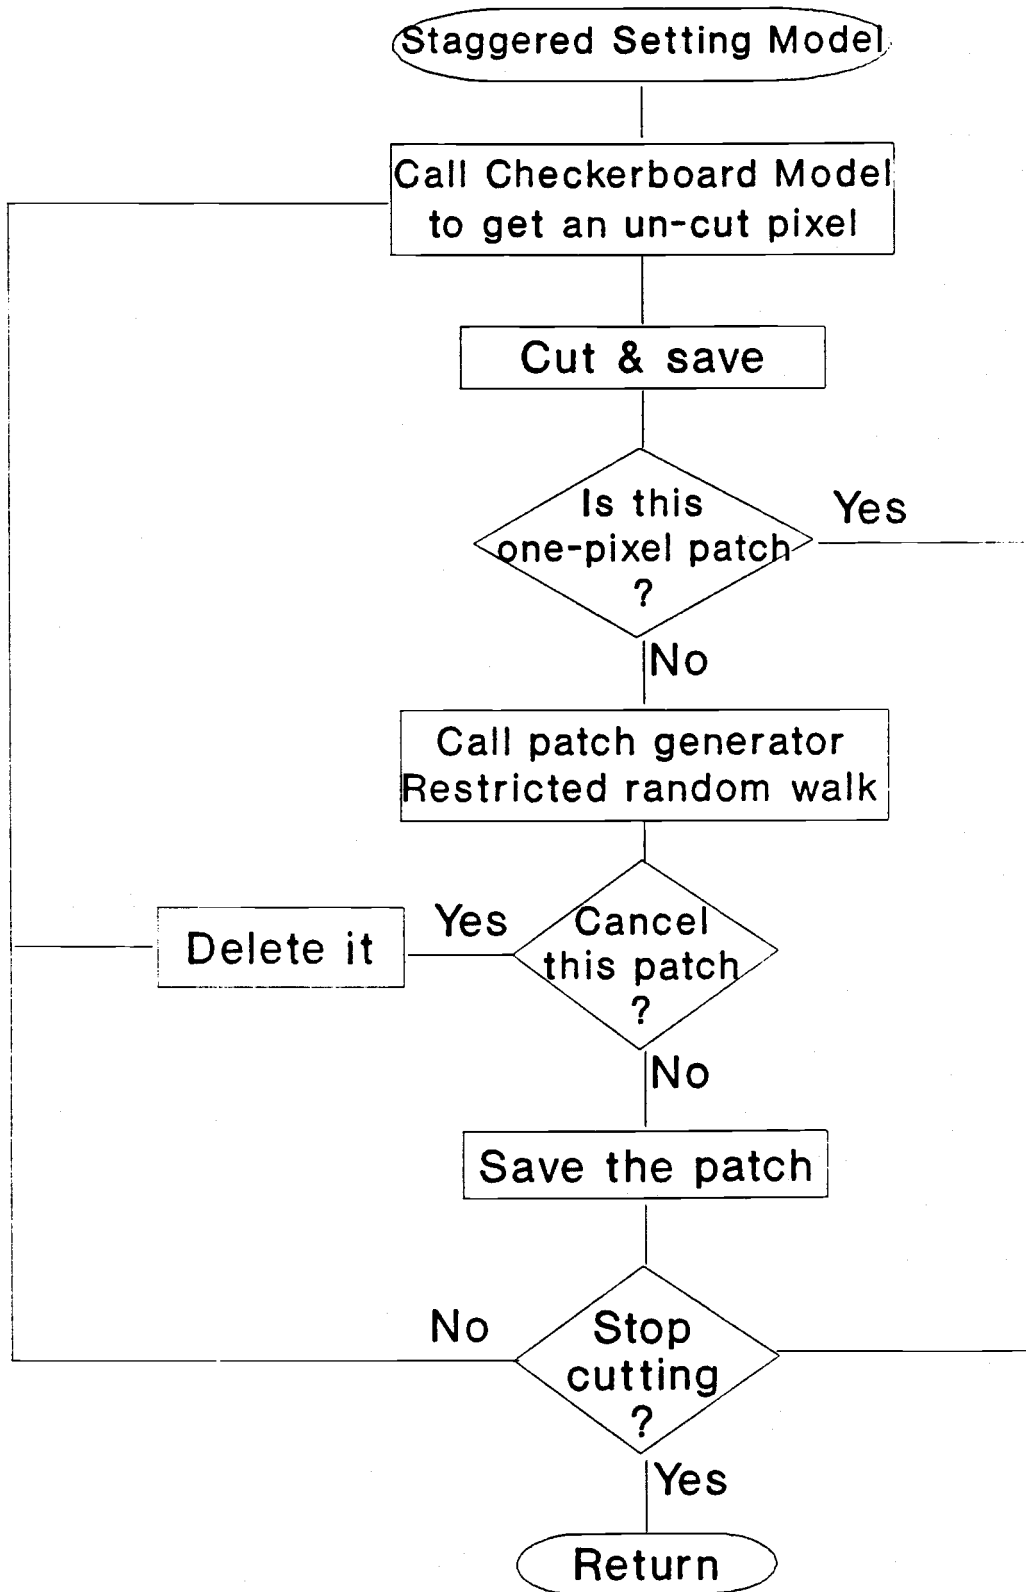 Staggered Setting Model
Call Checkerboard Model
to get an un-cut pixel
Cut & save
Is this
one-pixel patch
?
Yes
No
Call patch generator
Restricted random walk
Cancel
this patch
?
Yes
Delete it
No
Save the patch
Stop
cutting
?
No
Yes
Return